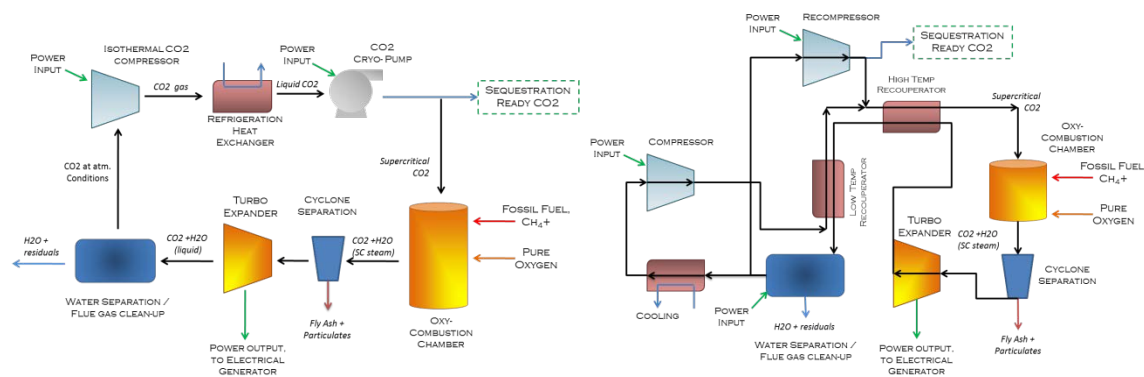 Isothermal CO2
compressor
Power
Input
CO2 gas
Refrigeration
Heat
Exchanger
Liquid CO2
Power
Input
CO2
Cryo- Pump
Sequestration
Ready CO2
Supercritical
CO2
CO2 at atm.
Conditions
Fossil Fuel,
CH4+
Pure
Oxygen
Oxy-
Combustion
Chamber
CO2 +H2O
(SC steam)
Cyclone
Separation
Fly Ash +
Particulates
Turbo
Expander
Power output,
to Electrical
Generator
CO2 +H2O
(liquid)
Water Separation /
Flue gas clean-up
H2O +
residuals
Recompressor
Power
Input
Sequestration
Ready CO2
High Temp
Recouperator
Supercritical
CO2
Oxy-
Combustion
Chamber
Fossil Fuel
CH4+
Pure
Oxygen
Power
Input
Compressor
Low Temp
Recouperator
Turbo
Expander
CO2 +H2O
(SC steam)
Cyclone
Separation
Fly Ash +
Particulates
Power output,
to Electrical
Generator
Cooling
Power
Input
H2O + residuals
Water Separation /
Flue gas clean-up